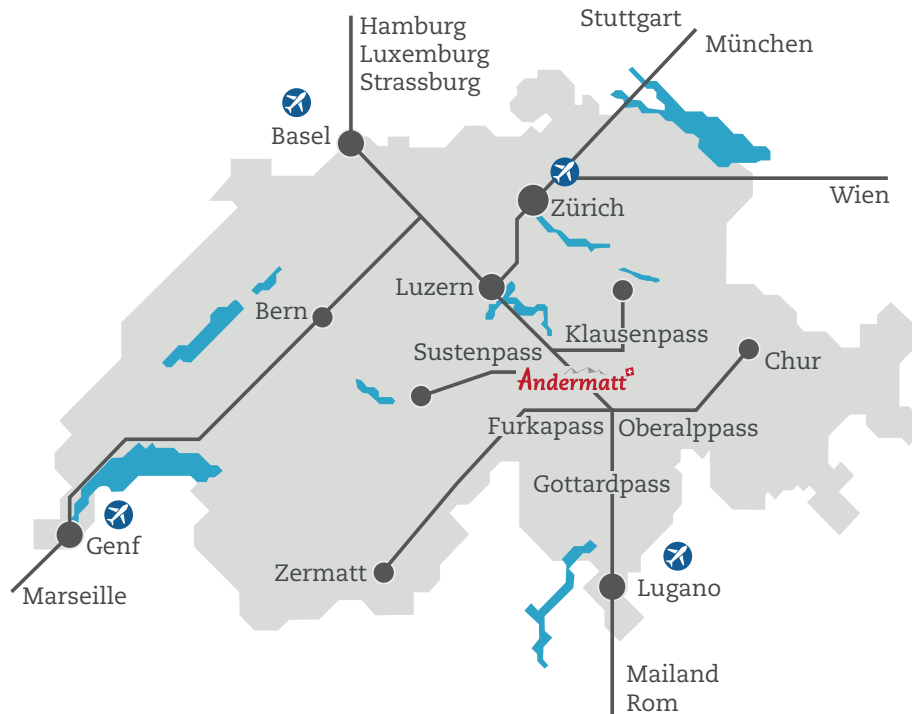 Stuttgart
Hamburg
Luxemburg
Strassburg
München
Basel
Wien
Zürich
Luzern
Bern
Klausenpass
Sustenpass
Chur
Andermatt
Furkapass
Oberalppass
Gottardpass
Genf
Zermatt
Lugano
Marseille
Mailand
Rom